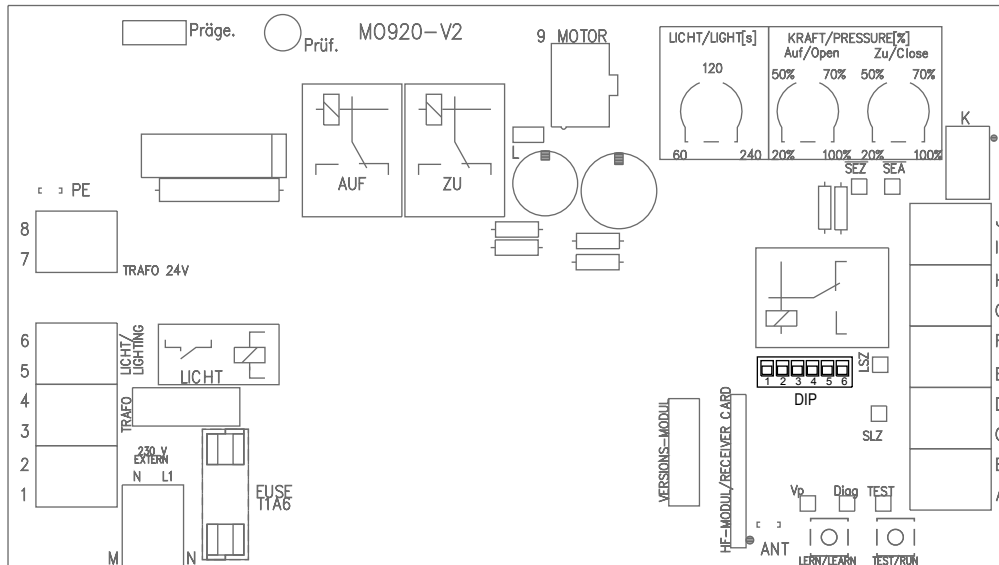 Präge.
Prüf.
MO920-V2
9 MOTOR
LICHT/LIGHT[s]
120
60 240
KRAFT/PRESSURE[%]
Auf/Open Zu/Close
50% 70% 50% 70%
20% 100% 20% 100%
K
L
AUF
ZU
SEZ SEA
PE
8
7
TRAFO 24V
6
5
LICHT/
LIGHTING
LICHT
4
3
TRAFO
2
1
230 V
EXTERN
N L1
M N
FUSE
T1A6
VERSIONS-MODUL
HF-MODUL/RECEIVER CARD
1 2 3 4 5 6
DIP
LSZ
SLZ
Vp Diag TEST
ANT
LERN/LEARN TEST/RUN
I
H
F
E
D